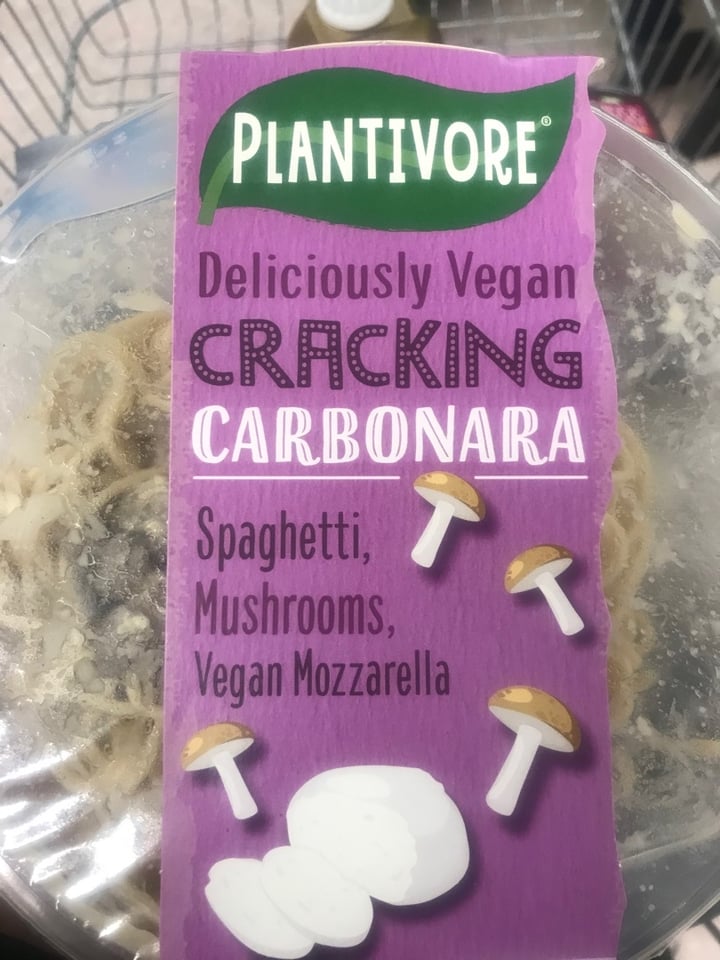 PLANTIVORE®
Deliciously Vegan
CRACKING
CARBONARA
Spaghetti,
Mushrooms,
Vegan Mozzarella